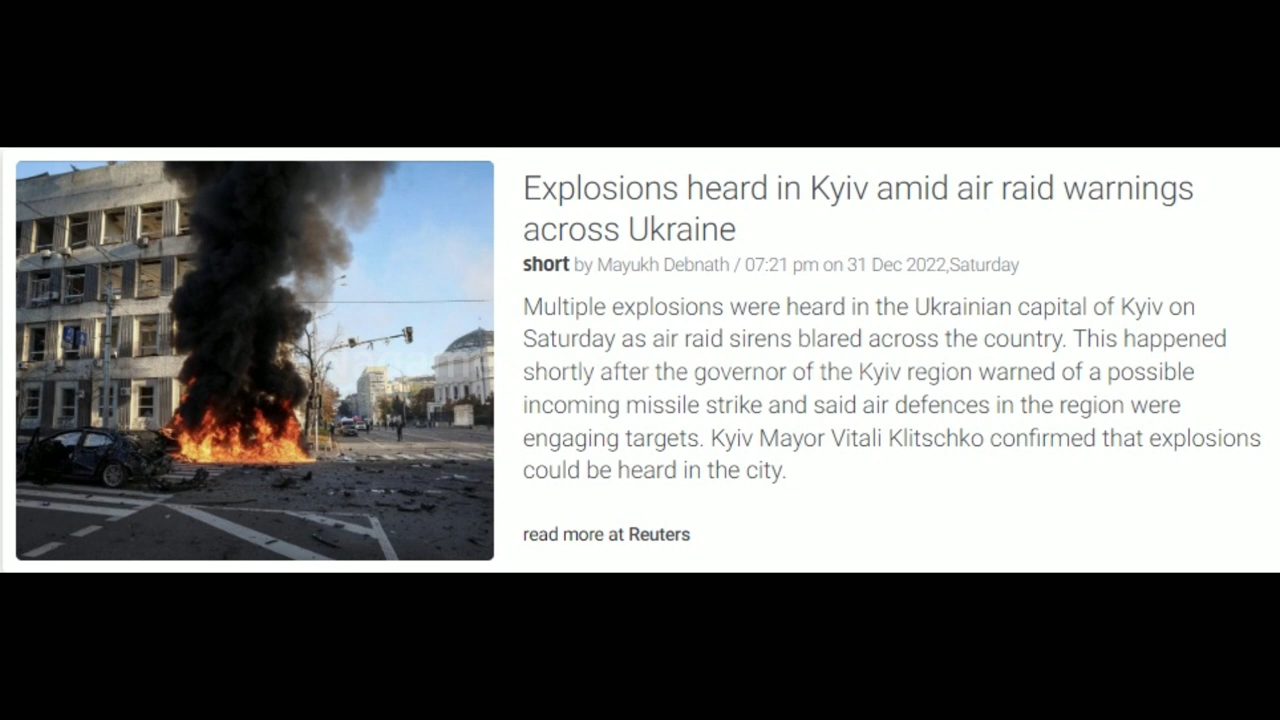 Explosions heard in Kyiv amid air raid warnings
across Ukraine
short by Mayukh Debnath / 07:21 pm on 31 Dec 2022,Saturday
Multiple explosions were heard in the Ukrainian capital of Kyiv on
Saturday as air raid sirens blared across the country. This happened
shortly after the governor of the Kyiv region warned of a possible
incoming missile strike and said air defences in the region were
engaging targets. Kyiv Mayor Vitali Klitschko confirmed that explosions
could be heard in the city.
read more at Reuters